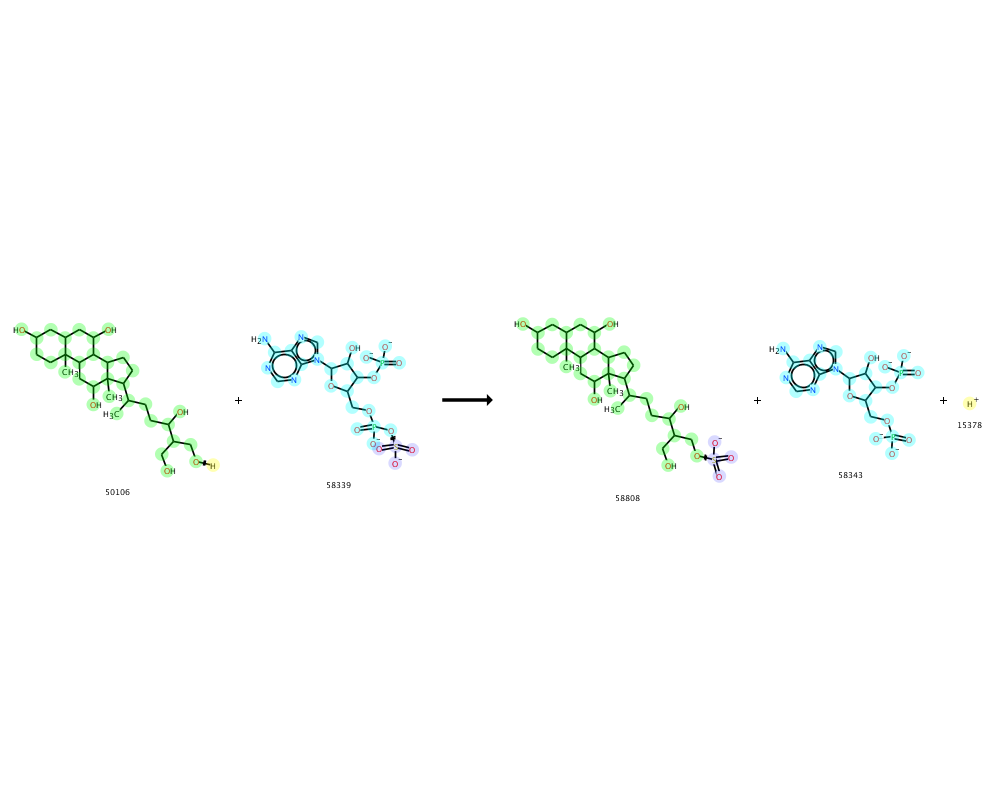 HO OH CH3 CH3 OH H3C OH OH O H
50106
+
H2N N N N N O OH O O- O- P O O P O O- O S O O O-
58339
HO OH CH3 CH3 OH H3C OH OH O O- S O O
58808
+
H2N N N N N O OH O O- O- P O O P O O- O-
58343
+
H+
15378